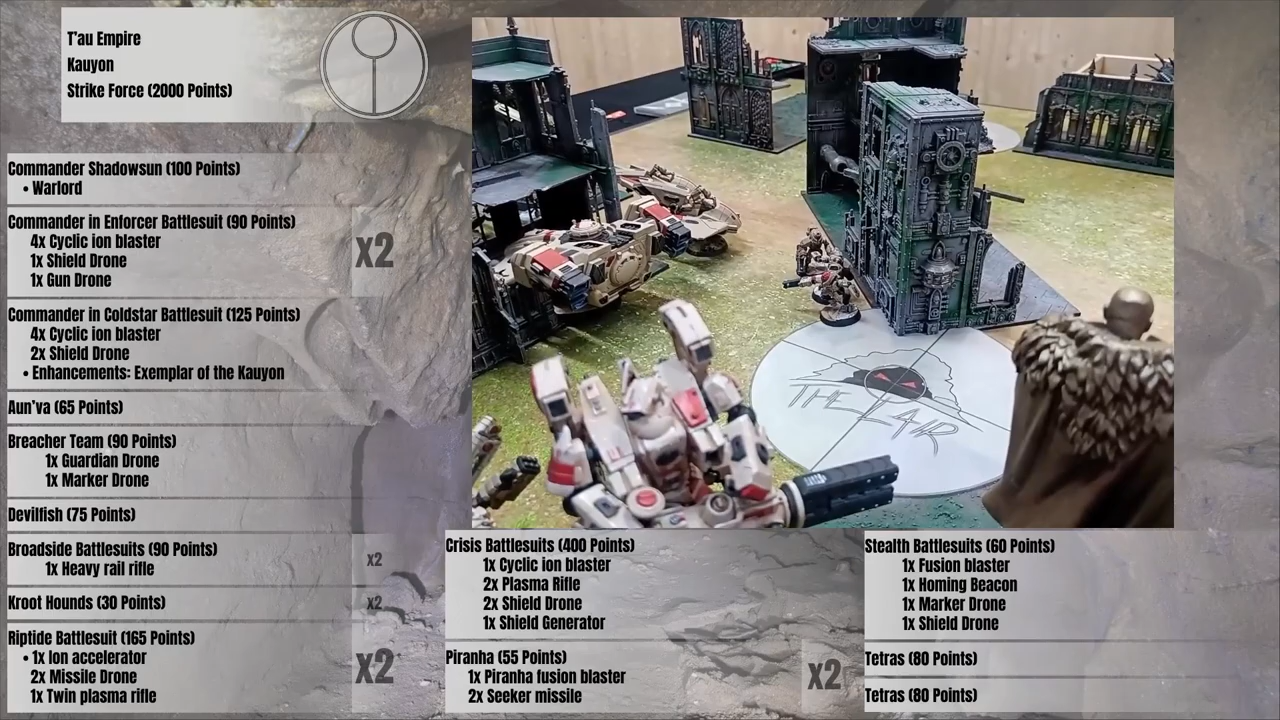 T'au Empire
Kauyon
Strike Force (2000 Points)
Commander Shadowsun (100 Points)
• Warlord
Commander in Enforcer Battlesuit (90 Points)
4x Cyclic ion blaster
1x Shield Drone
1x Gun Drone
x2
Commander in Coldstar Battlesuit (125 Points)
4x Cyclic ion blaster
2x Shield Drone
• Enhancements: Exemplar of the Kauyon
Aun'va (65 Points)
Breacher Team (90 Points)
1x Guardian Drone
1x Marker Drone
Devilfish (75 Points)
Broadside Battlesuits (90 Points)
1x Heavy rail rifle
x2
Kroot Hounds (30 Points)
x2
Riptide Battlesuit (165 Points)
• 1x Ion accelerator
2x Missile Drone
1x Twin plasma rifle
x2
THE LAIR
Crisis Battlesuits (400 Points)
1x Cyclic ion blaster
2x Plasma Rifle
2x Shield Drone
1x Shield Generator
Piranha (55 Points)
1x Piranha fusion blaster
2x Seeker missile
x2
Stealth Battlesuits (60 Points)
1x Fusion blaster
1x Homing Beacon
1x Marker Drone
1x Shield Drone
Tetras (80 Points)
Tetras (80 Points)